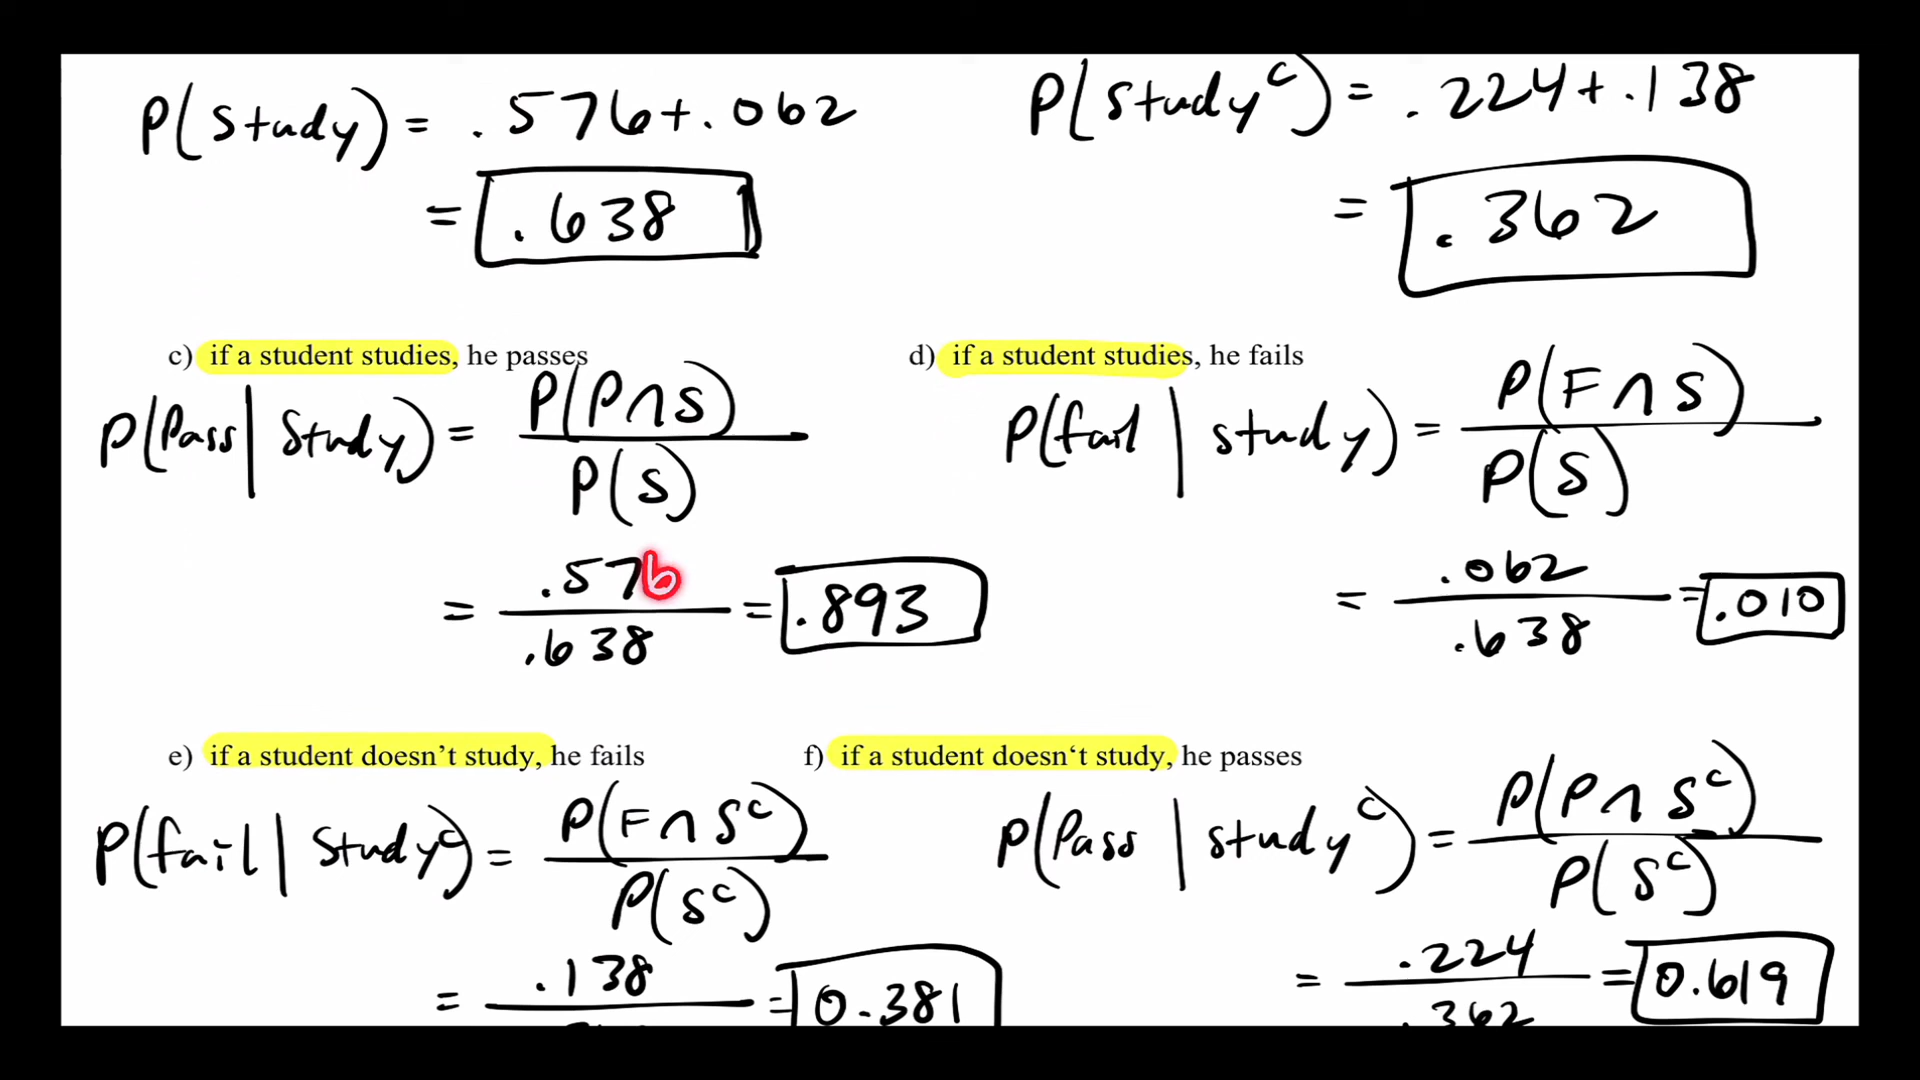 P(Study) = .576+.062
= .638
P(Study^c) = .224+.138
= .362
c) if a student studies, he passes
P(Pass | Study) = P(P∩S)
P(S)
= .576 = .893
.638
d) if a student studies, he fails
P(fail | study) = P(F∩S)
P(S)
= .062 = .010
.638
e) if a student doesn't study, he fails
P(fail | Study^c) = P(F∩S^c)
P(S^c)
= .138 = 0.381
f) if a student doesn‘t study, he passes
P(Pass | study^c) = P(P∩S^c)
P(S^c)
= .224 = 0.619
.362